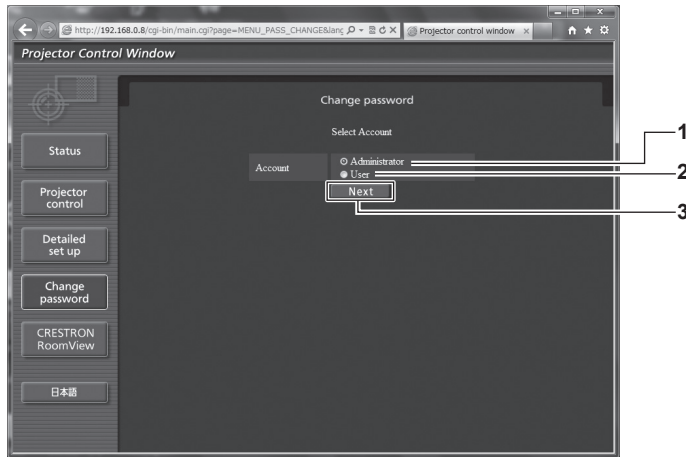 http://192.168.0.8/cgi-bin/main.cgi?page=MENU_PASS_CHANGE&lang
Projector control window
Projector Control Window
Change password
Select Account
Account
Administrator
User
Next
1
2
3
Status
Projector
control
Detailed
set up
Change
password
CRESTRON
RoomView
日本語